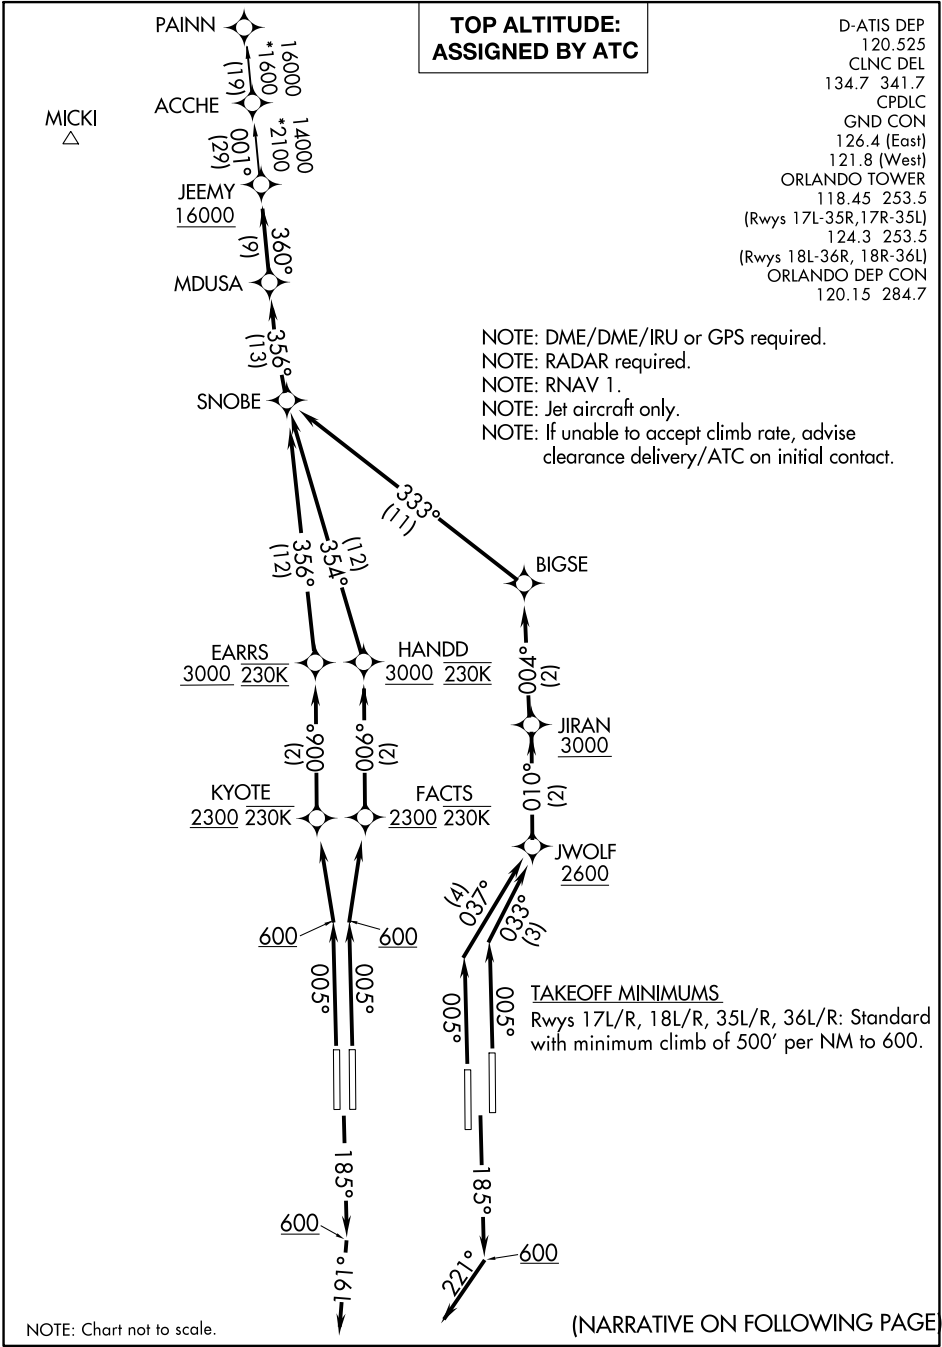 PAINN
TOP ALTITUDE:
ASSIGNED BY ATC
D-ATIS DEP
120.525
CLNC DEL
134.7 341.7
CPDLC
GND CON
126.4 (East)
121.8 (West)
ORLANDO TOWER
118.45 253.5
(Rwys 17L-35R,17R-35L)
124.3 253.5
(Rwys 18L-36R, 18R-36L)
ORLANDO DEP CON
120.15 284.7
16000
*1600
(19)
ACCHE
MICKI
14000
*2100
001°
(29)
JEEMY
16000
360°
(9)
MDUSA
NOTE: DME/DME/IRU or GPS required.
NOTE: RADAR required.
NOTE: RNAV 1.
NOTE: Jet aircraft only.
NOTE: If unable to accept climb rate, advise
clearance delivery/ATC on initial contact.
356°
(13)
SNOBE
333°
(11)
356°
(12)
354°
(12)
BIGSE
EARRS
3000 230K
HANDD
3000 230K
004°
(2)
JIRAN
3000
006°
(2)
006°
(2)
010°
(2)
KYOTE
2300 230K
FACTS
2300 230K
JWOLF
2600
037°
(4)
033°
(3)
600
600
005°
005°
005°
005°
TAKEOFF MINIMUMS
Rwys 17L/R, 18L/R, 35L/R, 36L/R: Standard
with minimum climb of 500' per NM to 600.
185°
185°
600
600
191°
221°
NOTE: Chart not to scale.
(NARRATIVE ON FOLLOWING PAGE)